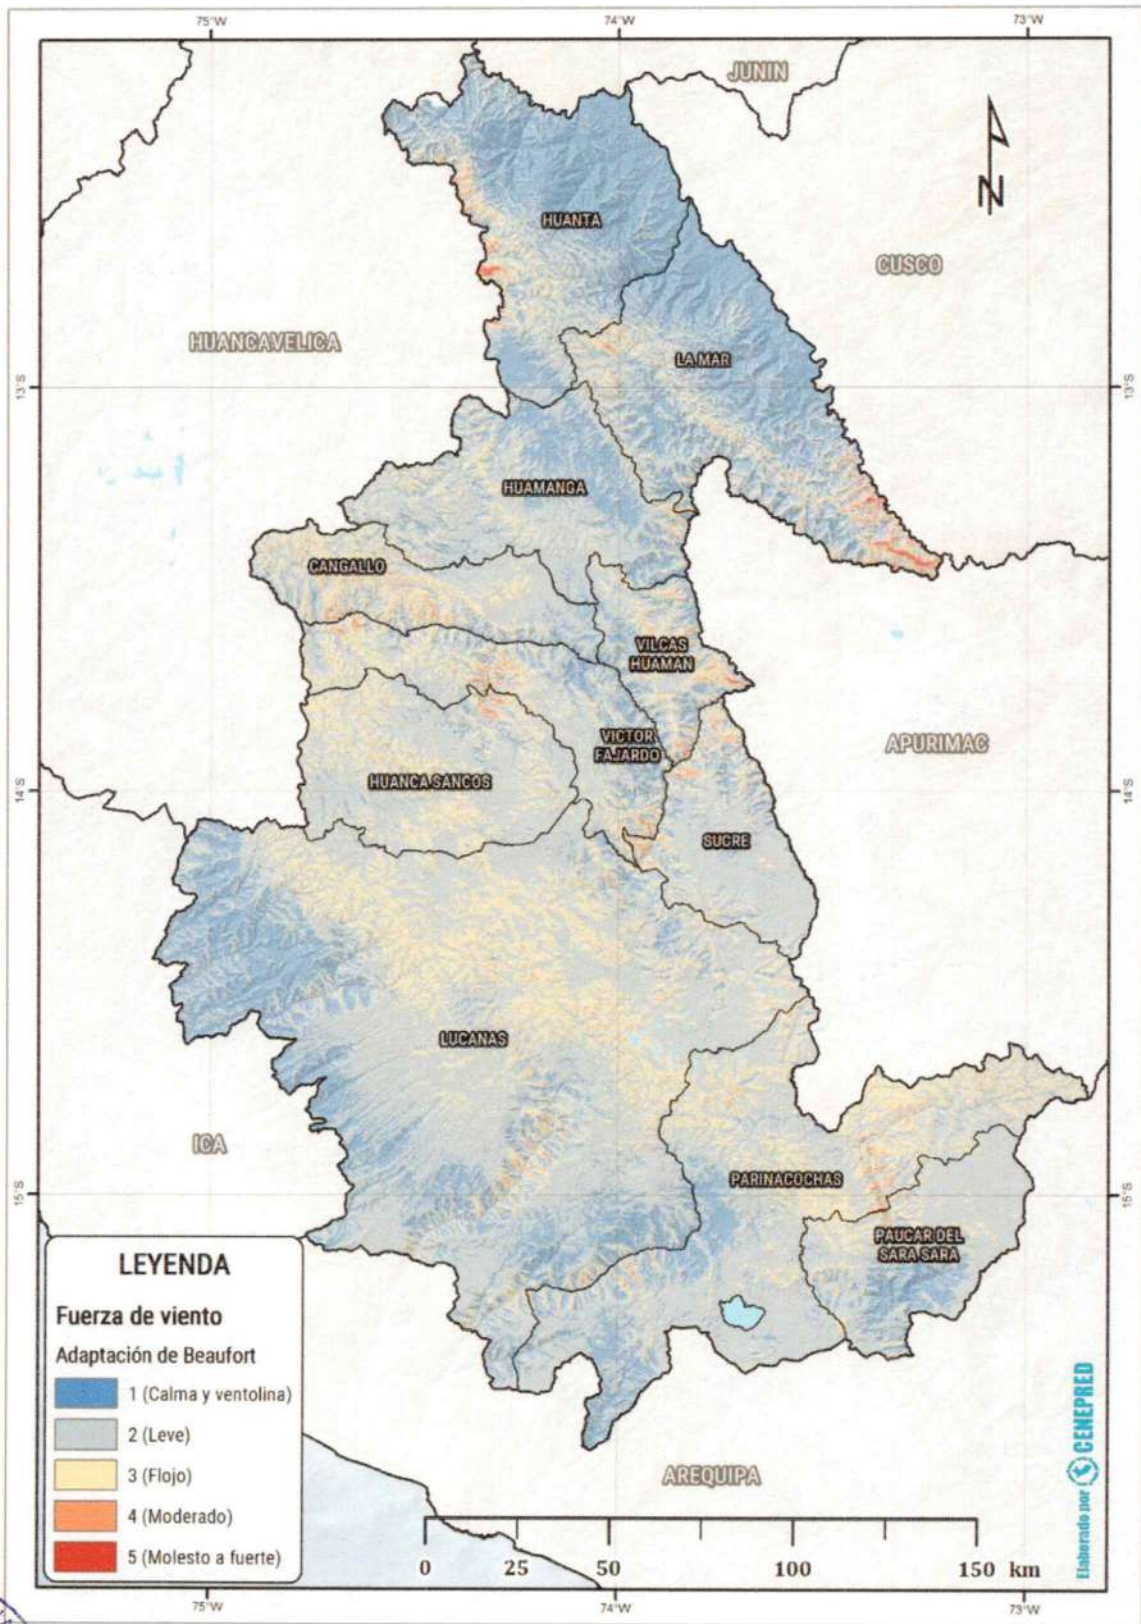 75°W
74°W
73°W
JUNIN
N
HUANTA
CUSCO
HUANCAVELICA
LA MAR
13°S
13°S
HUAMANGA
CANGALLO
VILCAS
HUAMAN
VICTOR
FAJARDO
APURIMAC
HUANCA SANCOS
14°S
14°S
SUCRE
LUCANAS
ICA
PARINACOCHAS
15°S
15°S
PAUCAR DEL
SARA SARA
LEYENDA
Fuerza de viento
Adaptación de Beaufort
1 (Calma y ventolina)
2 (Leve)
3 (Flojo)
4 (Moderado)
5 (Molesto a fuerte)
AREQUIPA
0 25 50 100 150 km
Elaborado por CENEPRED
75°W
74°W
73°W